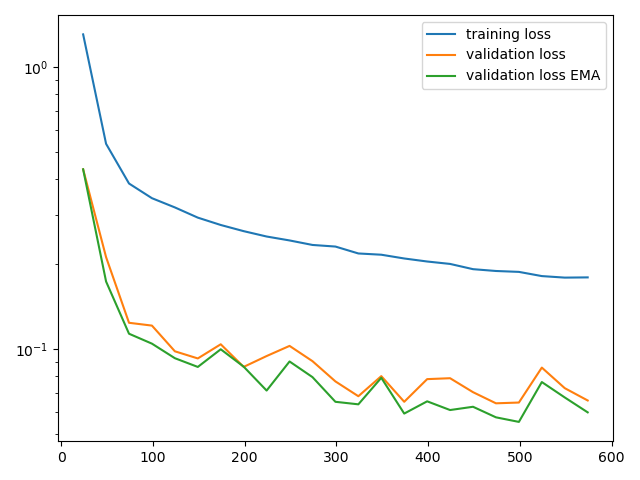 training loss
validation loss
validation loss EMA
10⁰
10⁻¹
0 100 200 300 400 500 600